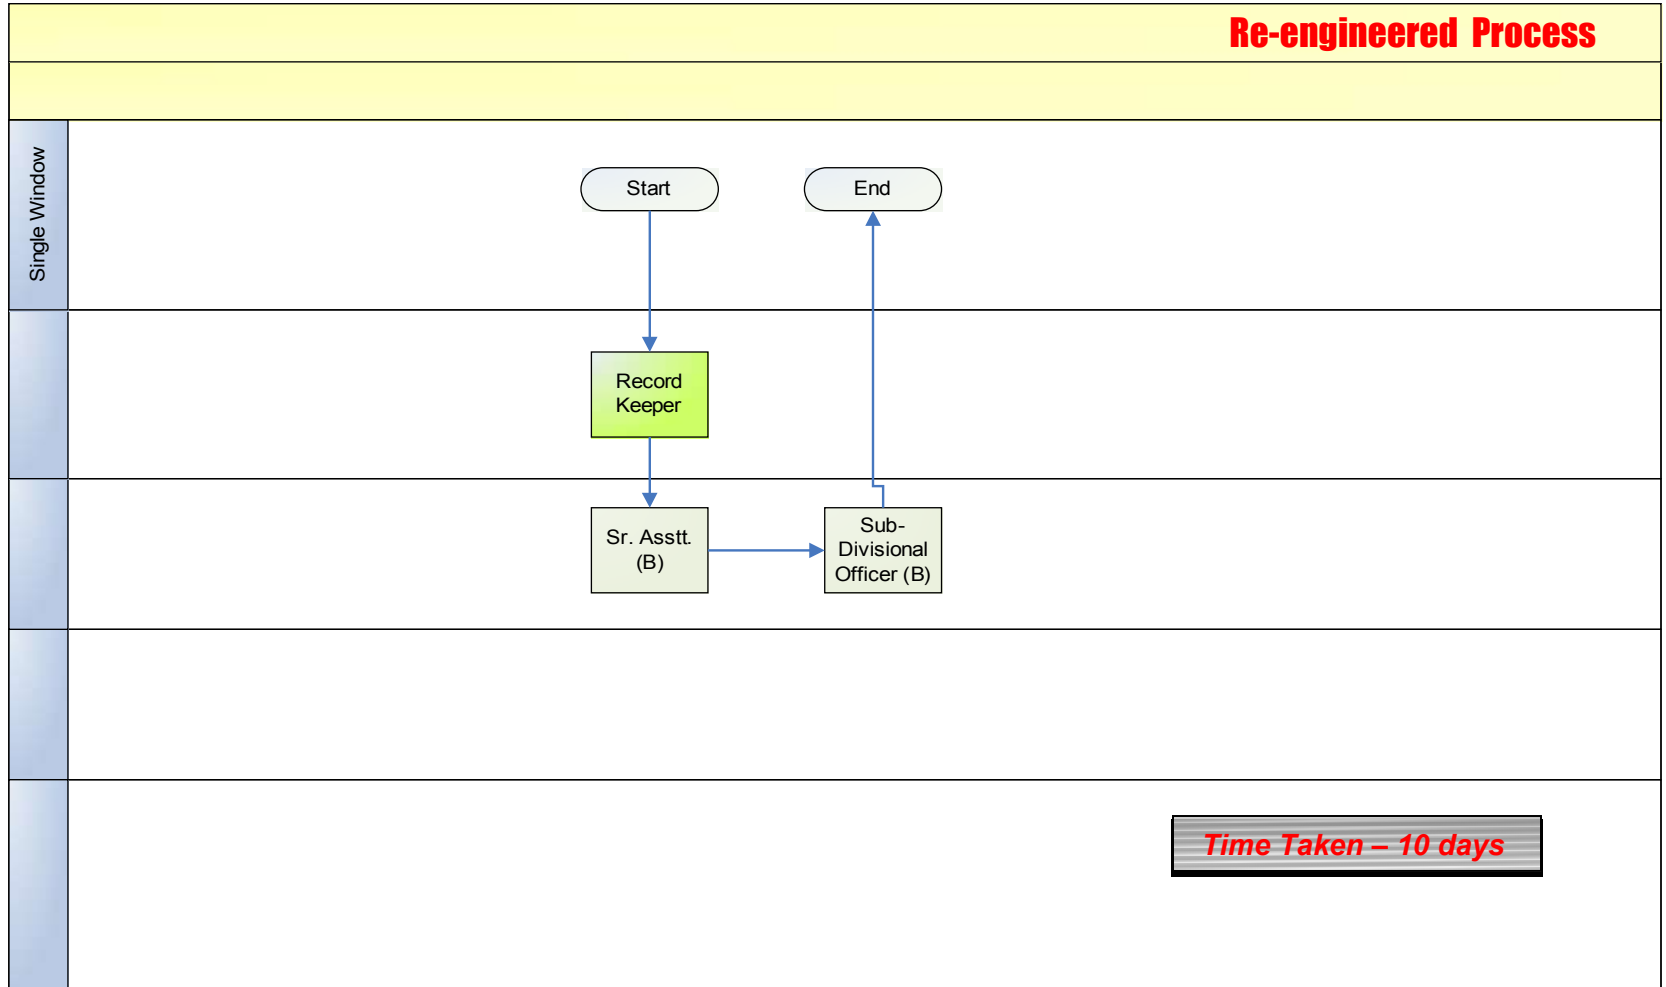 Re-engineered Process
Single Window
Start
End
Record
Keeper
Sr. Asstt.
(B)
Sub-
Divisional
Officer (B)
Time Taken – 10 days